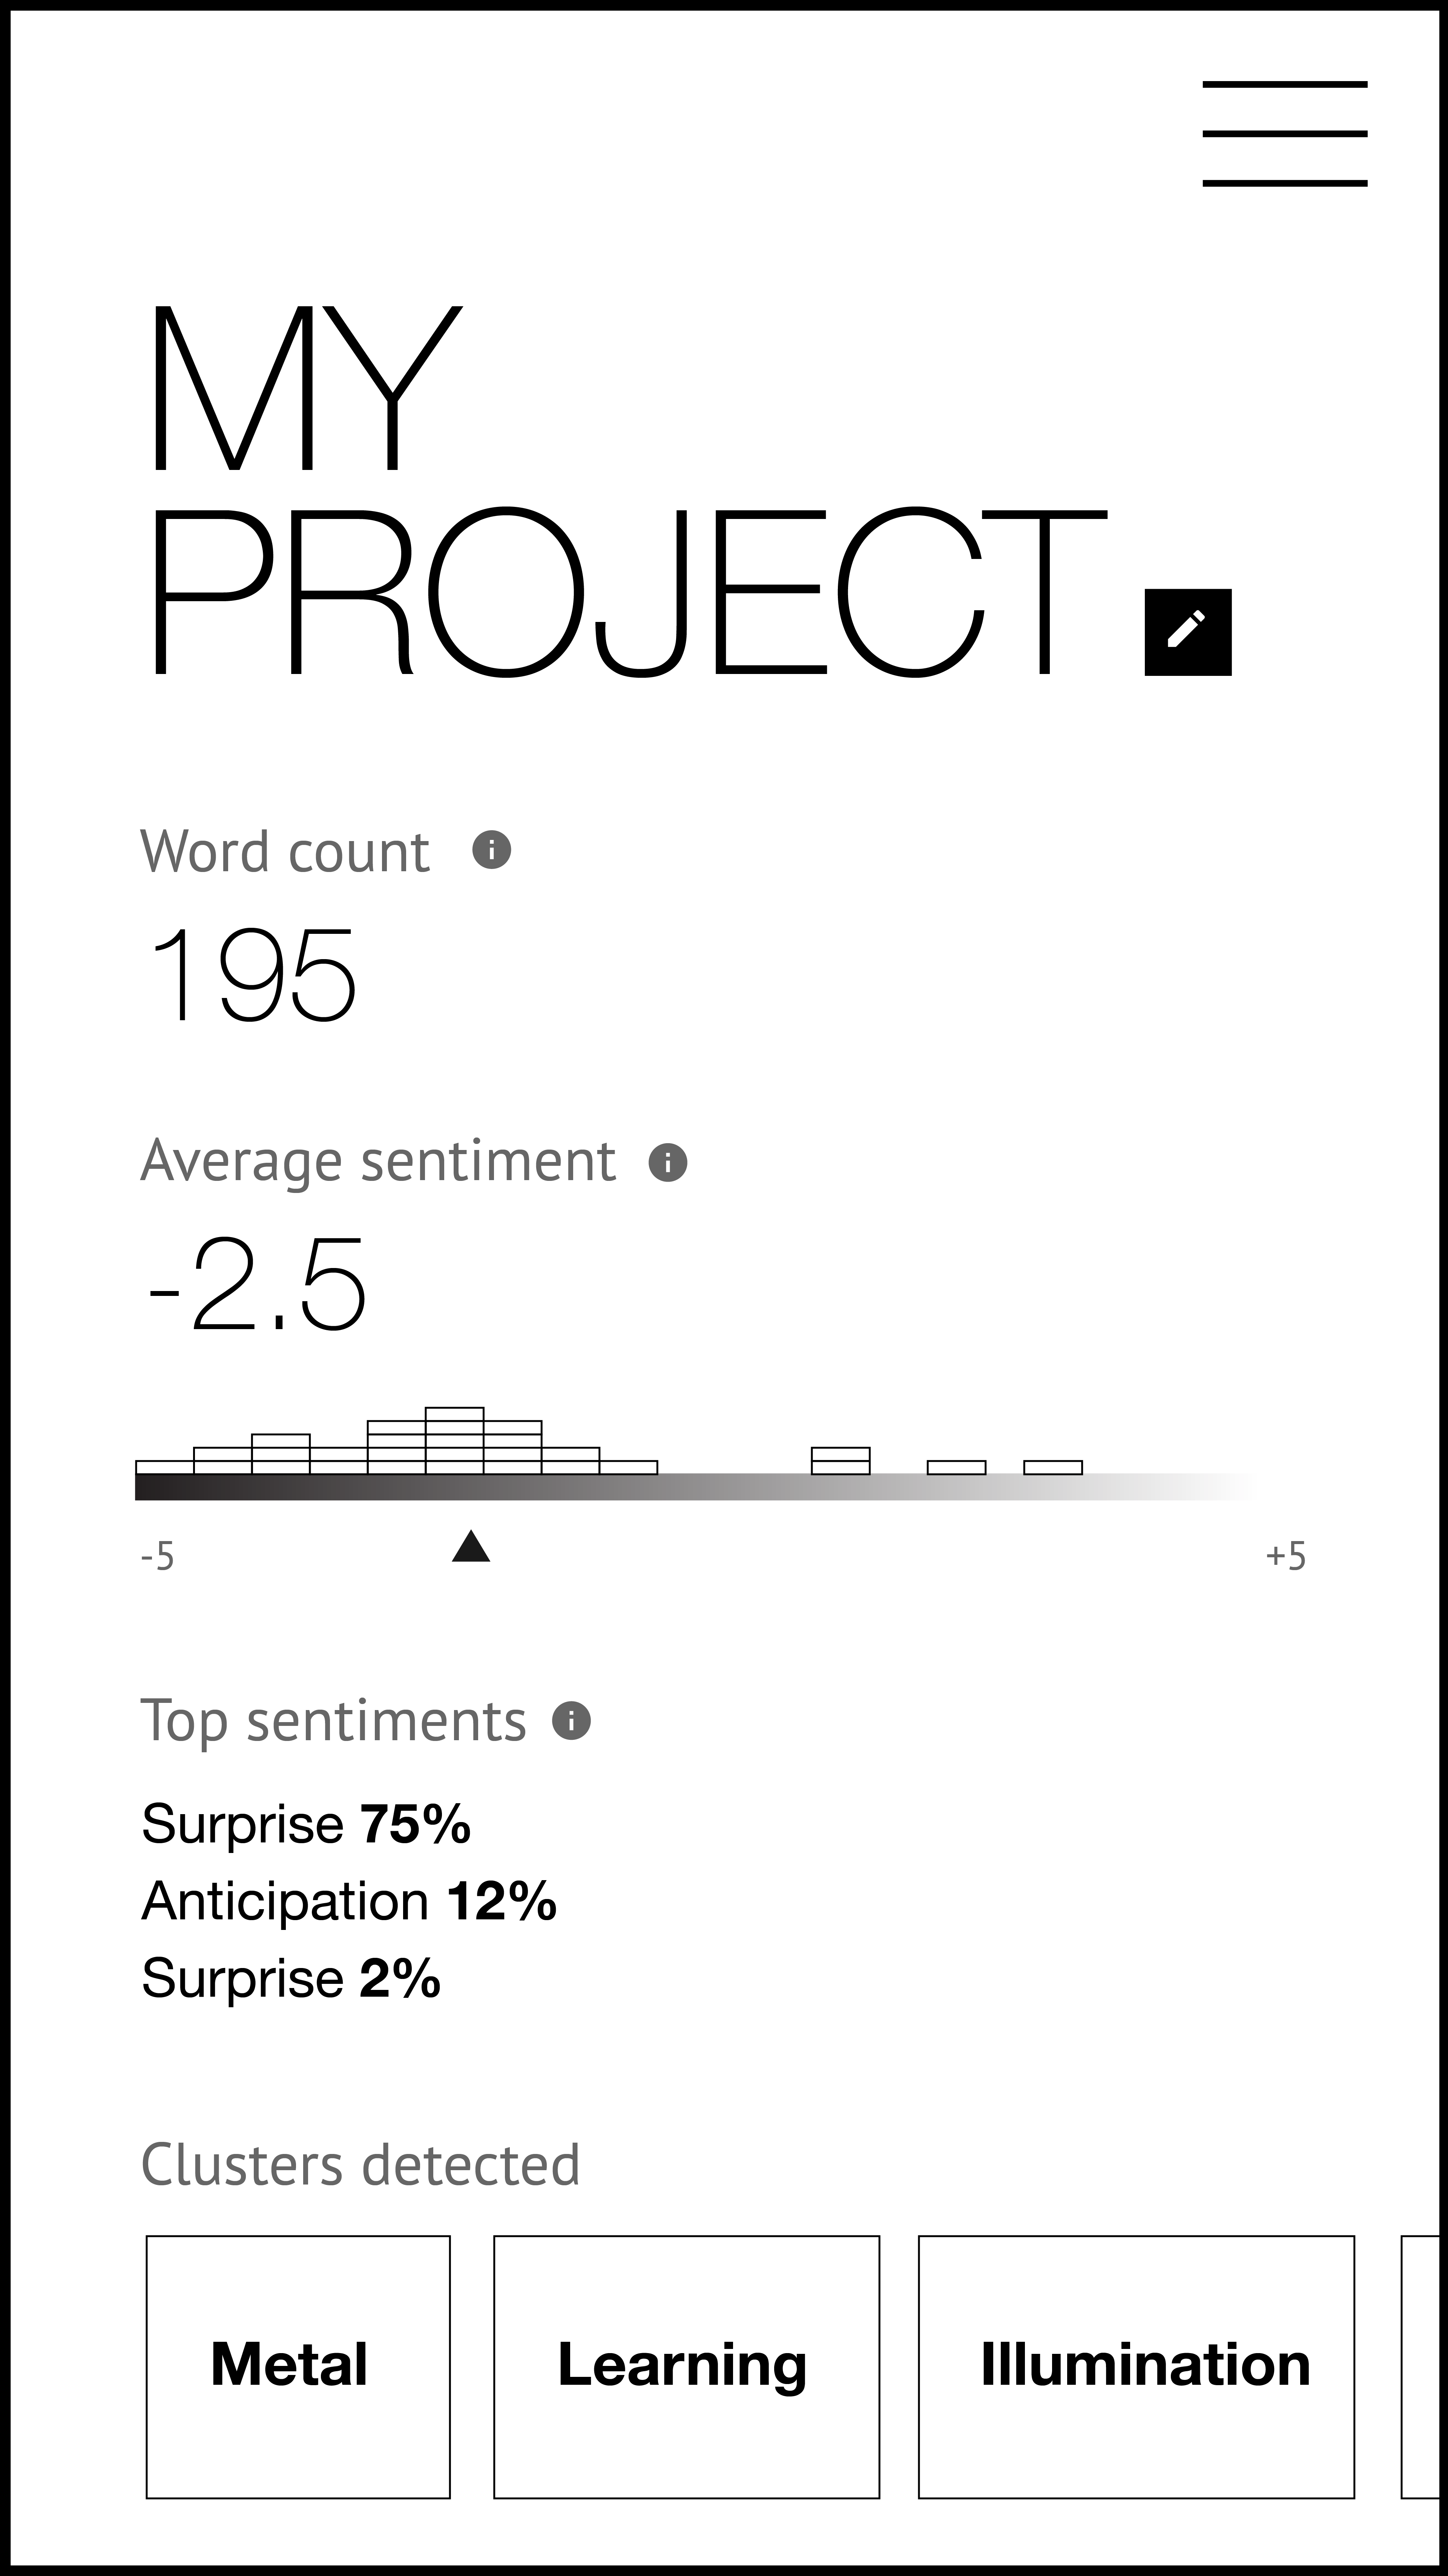 MY
PROJECT
Word count
195
Average sentiment
-2.5
-5 +5
Top sentiments
Surprise 75%
Anticipation 12%
Surprise 2%
Clusters detected
Metal Learning Illumination